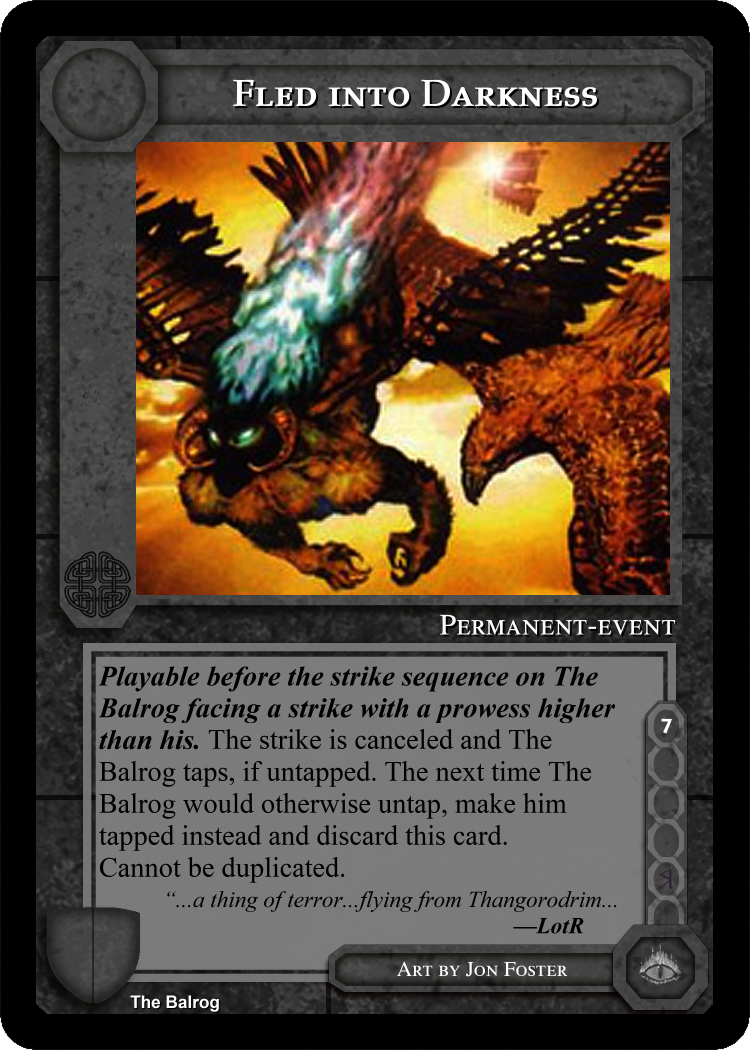 Fled into Darkness
Permanent-event
Playable before the strike sequence on The
Balrog facing a strike with a prowess higher
than his. The strike is canceled and The
Balrog taps, if untapped. The next time The
Balrog would otherwise untap, make him
tapped instead and discard this card.
Cannot be duplicated.
“...a thing of terror...flying from Thangorodrim...
—LotR
7
Art by Jon Foster
The Balrog